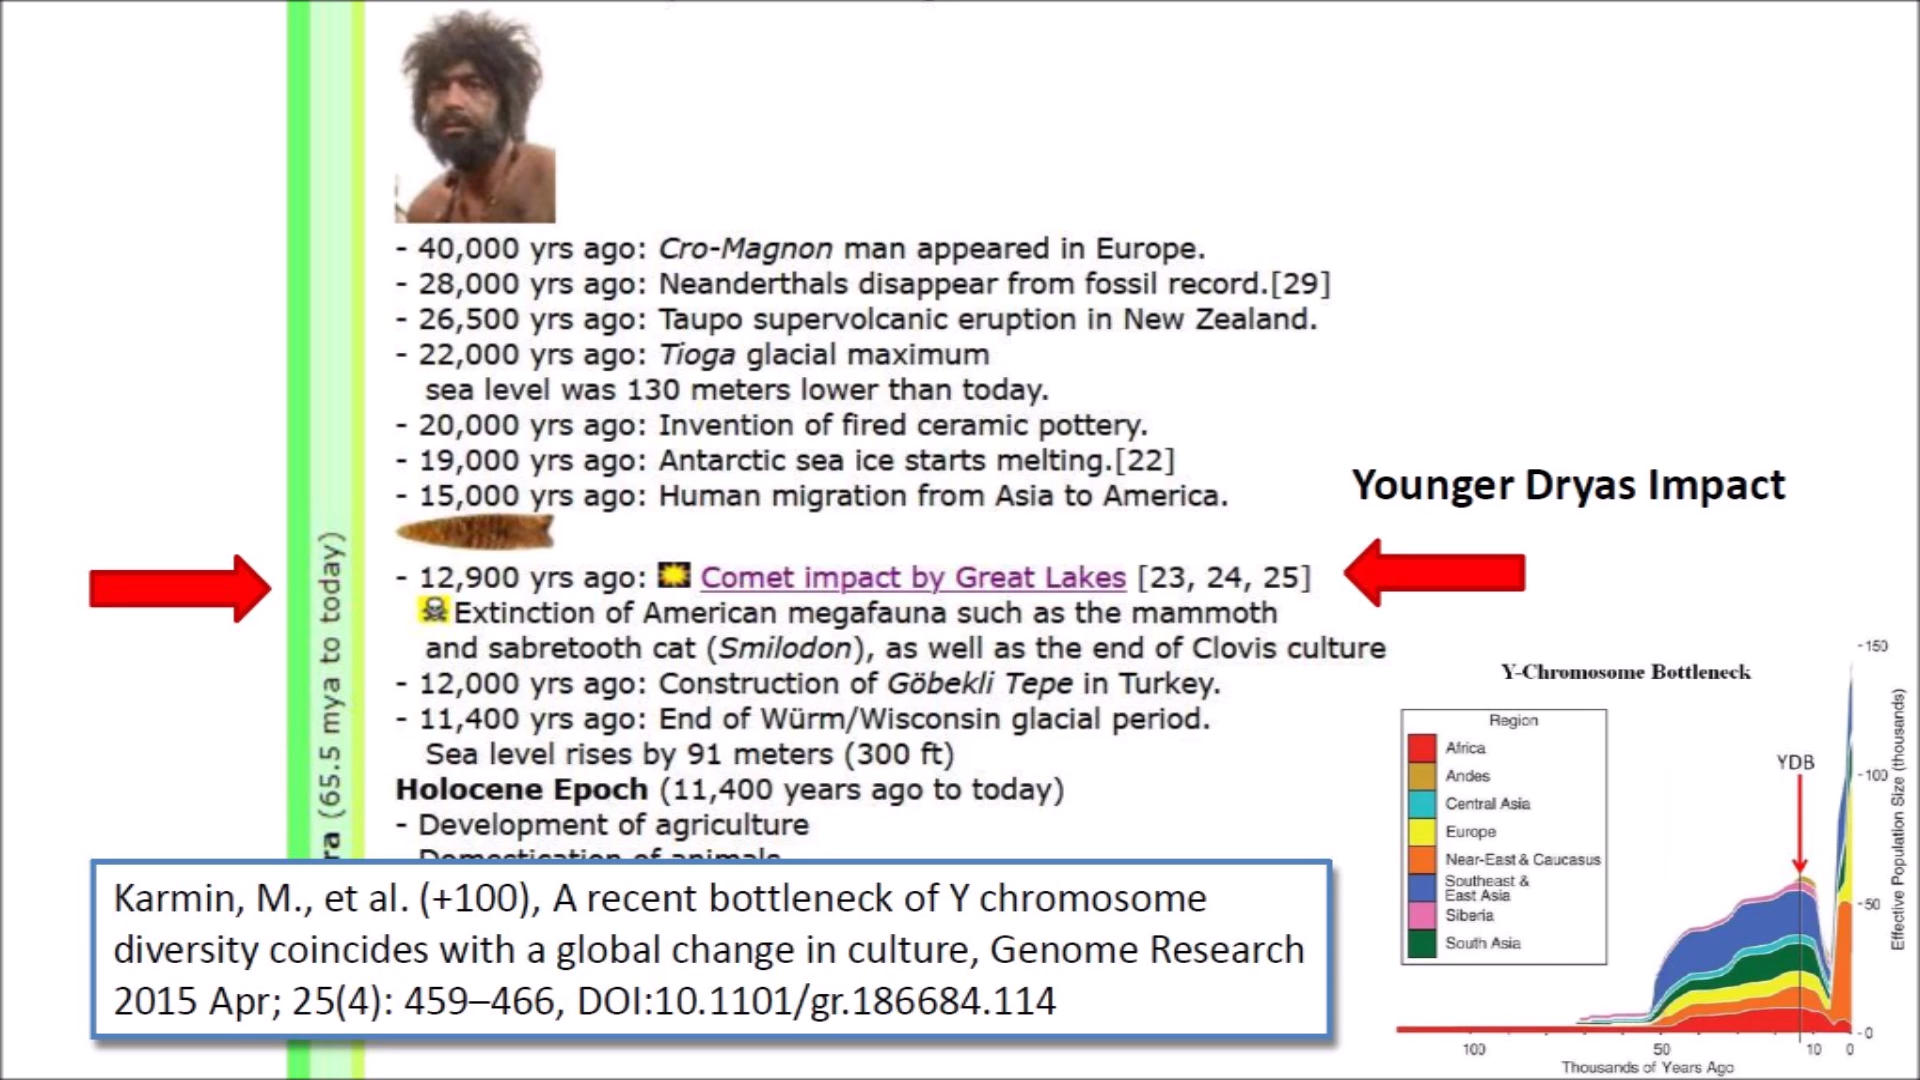 - 40,000 yrs ago: Cro-Magnon man appeared in Europe.
- 28,000 yrs ago: Neanderthals disappear from fossil record.[29]
- 26,500 yrs ago: Taupo supervolcanic eruption in New Zealand.
- 22,000 yrs ago: Tioga glacial maximum
sea level was 130 meters lower than today.
- 20,000 yrs ago: Invention of fired ceramic pottery.
- 19,000 yrs ago: Antarctic sea ice starts melting.[22]
- 15,000 yrs ago: Human migration from Asia to America.
Younger Dryas Impact
- 12,900 yrs ago: Comet impact by Great Lakes [23, 24, 25]
Extinction of American megafauna such as the mammoth
and sabretooth cat (Smilodon), as well as the end of Clovis culture
- 12,000 yrs ago: Construction of Göbekli Tepe in Turkey.
- 11,400 yrs ago: End of Würm/Wisconsin glacial period.
Sea level rises by 91 meters (300 ft)
Holocene Epoch (11,400 years ago to today)
- Development of agriculture
- Domestication of animals
ra (65.5 mya to today)
Karmin, M., et al. (+100), A recent bottleneck of Y chromosome
diversity coincides with a global change in culture, Genome Research
2015 Apr; 25(4): 459–466, DOI:10.1101/gr.186684.114
Y-Chromosome Bottleneck
Region
Africa
Andes
Central Asia
Europe
Near-East & Caucasus
Southeast &
East Asia
Siberia
South Asia
YDB
150
100
50
0
Effective Population Size (thousands)
100
50
10
0
Thousands of Years Ago